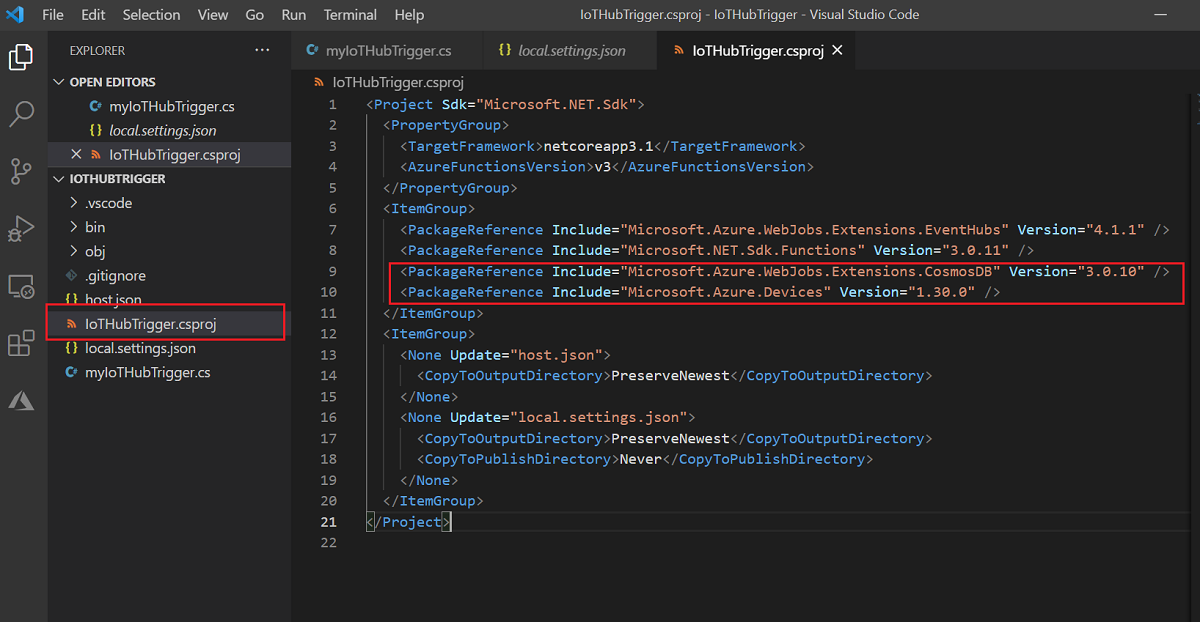 File Edit Selection View Go Run Terminal Help IoTHubTrigger.csproj - IoTHubTrigger - Visual Studio Code
EXPLORER
OPEN EDITORS
myIoTHubTrigger.cs
{} local.settings.json
IoTHubTrigger.csproj
IOTHUBTRIGGER
.vscode
bin
obj
.gitignore
{} host.json
IoTHubTrigger.csproj
{} local.settings.json
myIoTHubTrigger.cs
myIoTHubTrigger.cs {} local.settings.json IoTHubTrigger.csproj
IoTHubTrigger.csproj
1 <Project Sdk="Microsoft.NET.Sdk">
2 <PropertyGroup>
3 <TargetFramework>netcoreapp3.1</TargetFramework>
4 <AzureFunctionsVersion>v3</AzureFunctionsVersion>
5 </PropertyGroup>
6 <ItemGroup>
7 <PackageReference Include="Microsoft.Azure.WebJobs.Extensions.EventHubs" Version="4.1.1" />
8 <PackageReference Include="Microsoft.NET.Sdk.Functions" Version="3.0.11" />
9 <PackageReference Include="Microsoft.Azure.WebJobs.Extensions.CosmosDB" Version="3.0.10" />
10 <PackageReference Include="Microsoft.Azure.Devices" Version="1.30.0" />
11 </ItemGroup>
12 <ItemGroup>
13 <None Update="host.json">
14 <CopyToOutputDirectory>PreserveNewest</CopyToOutputDirectory>
15 </None>
16 <None Update="local.settings.json">
17 <CopyToOutputDirectory>PreserveNewest</CopyToOutputDirectory>
18 <CopyToPublishDirectory>Never</CopyToPublishDirectory>
19 </None>
20 </ItemGroup>
21 </Project>
22